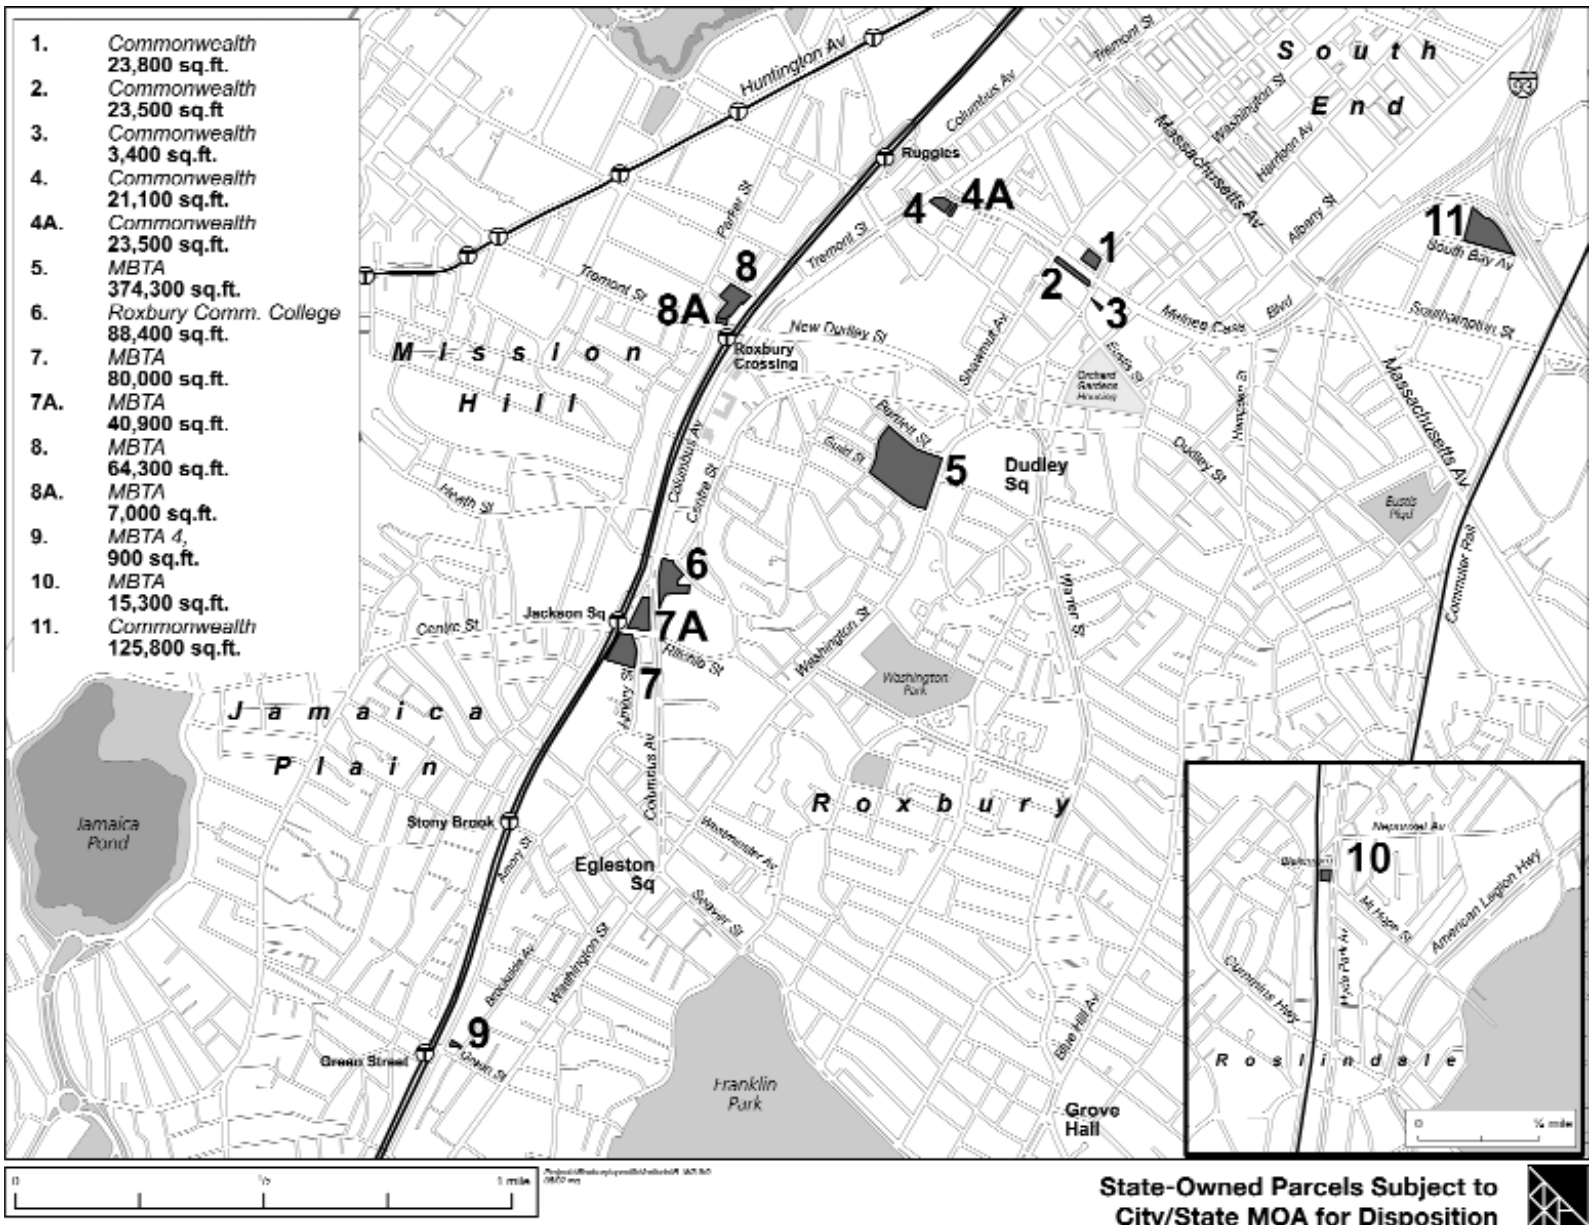 1. Commonwealth
23,800 sq.ft.
2. Commonwealth
23,500 sq.ft
3. Commonwealth
3,400 sq.ft.
4. Commonwealth
21,100 sq.ft.
4A. Commonwealth
23,500 sq.ft.
5. MBTA
374,300 sq.ft.
6. Roxbury Comm. College
88,400 sq.ft.
7. MBTA
80,000 sq.ft.
7A. MBTA
40,900 sq.ft.
8. MBTA
64,300 sq.ft.
8A. MBTA
7,000 sq.ft.
9. MBTA 4,
900 sq.ft.
10. MBTA
15,300 sq.ft.
11. Commonwealth
125,800 sq.ft.
Huntington Av
Columbus Av
Tremont St
South
End
93
Washington St
Harrison Av
Massachusetts Av
Albany St
Ruggles
Parker St
4
4A
11
South Bay Av
Tremont St
1
2
3
8
8A
Tremont St
Melnea Cass
Blvd
Southampton St
New Dudley St
Roxbury
Crossing
Mission
Hill
Shawmut Av
Eustis St
Orchard
Gardens
Housing
Hampden St
Massachusetts Av
Bartlett St
Guild St
5
Dudley
Sq
Dudley St
Columbus Av
Centre St
Heath St
Eustis
Plyd
Commuter Rail
6
Jackson Sq
Centre St
7A
Ritchie St
7
Amory St
Warren St
Washington St
Washington
Park
Jamaica
Plain
Columbus Av
Roxbury
Jamaica
Pond
Stony Brook
Amory St
Egleston
Sq
Westminster Av
Seaver St
Brookside Av
Washington St
9
Green Street
Green St
Franklin
Park
Blue Hill Av
Grove
Hall
10
Mt Hope St
American Legion Hwy
Hyde Park Av
Cummins Hwy
Roslindale
0 ¼ mile
0 ½ 1 mile
State-Owned Parcels Subject to
City/State MOA for Disposition